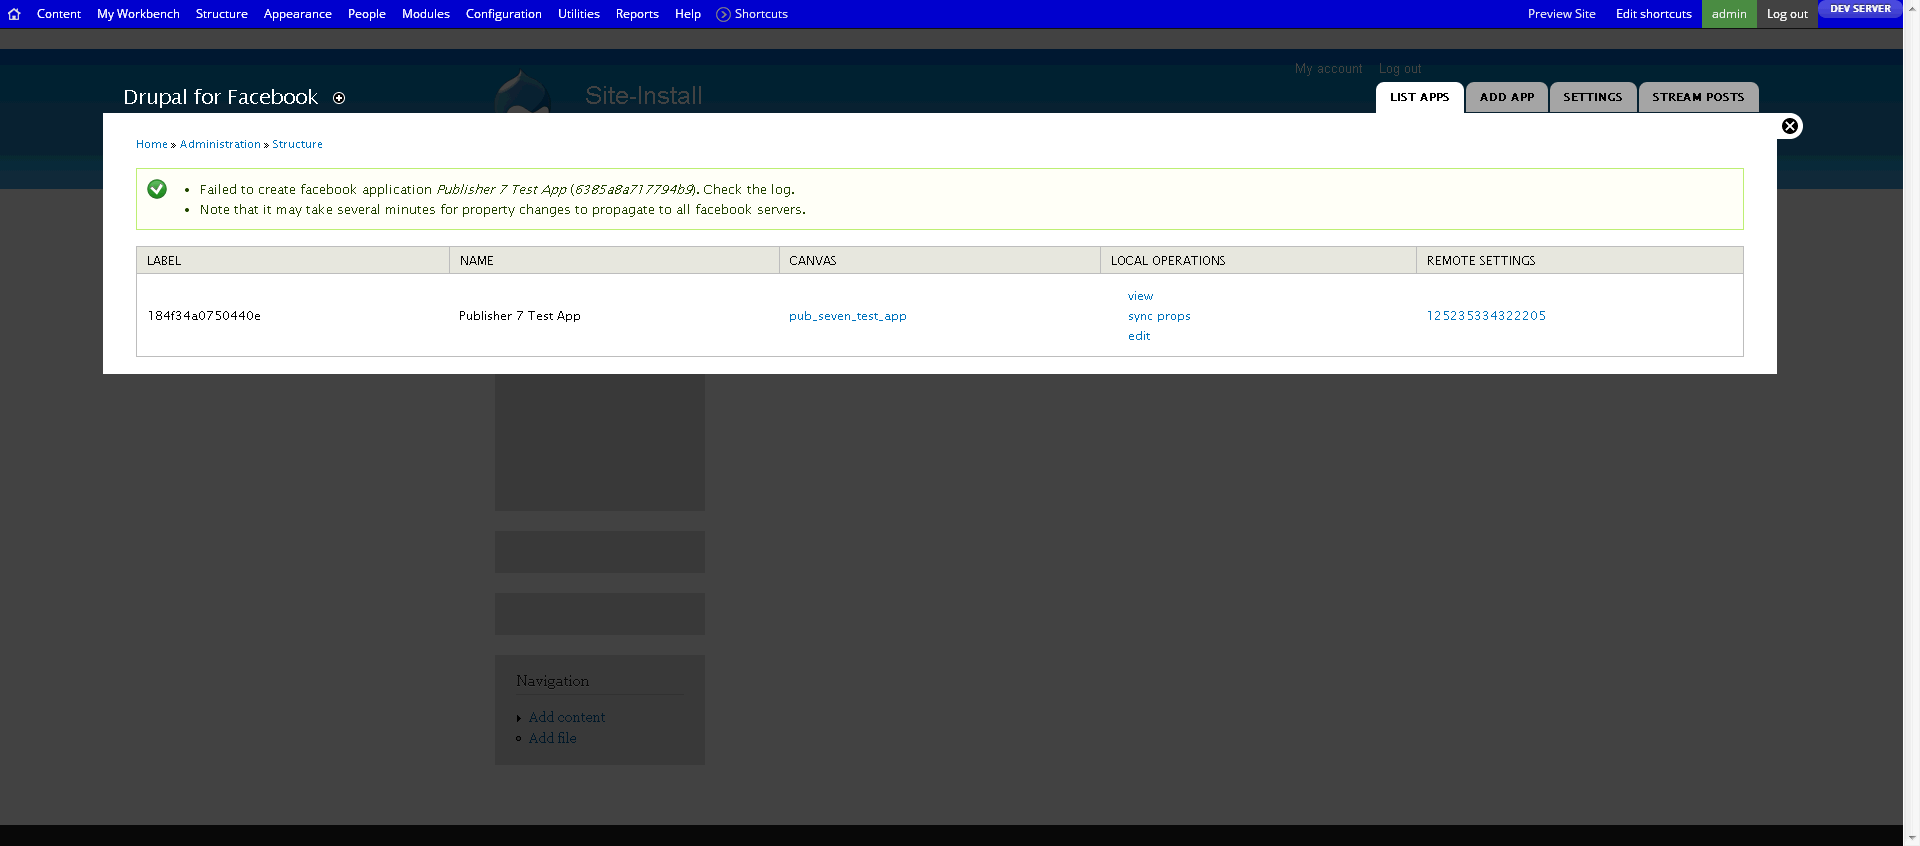 Content My Workbench Structure Appearance People Modules Configuration Utilities Reports Help Shortcuts Preview Site Edit shortcuts admin Log out DEV SERVER
My account Log out
Site-Install
Drupal for Facebook LIST APPS ADD APP SETTINGS STREAM POSTS
Home » Administration » Structure
• Failed to create facebook application Publisher 7 Test App (6385a8a717794b9). Check the log.
• Note that it may take several minutes for property changes to propagate to all facebook servers.
LABEL NAME CANVAS LOCAL OPERATIONS REMOTE SETTINGS
view
184f34a0750440e Publisher 7 Test App pub_seven_test_app sync props 125235334322205
edit
Navigation
Add content
Add file